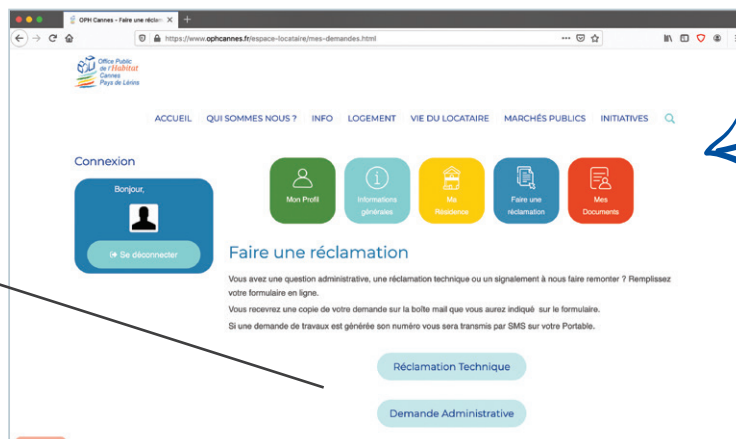 OPH Cannes - Faire une réclam
https://www.ophcannes.fr/espace-locataire/mes-demandes.html
Office Public
de l'Habitat
Cannes
Pays de Lérins
ACCUEIL QUI SOMMES NOUS ? INFO LOGEMENT VIE DU LOCATAIRE MARCHÉS PUBLICS INITIATIVES
Connexion
Bonjour,
Se déconnecter
Mon Profil
Informations
générales
Ma
Résidence
Faire une
réclamation
Mes
Documents
Faire une réclamation
Vous avez une question administrative, une réclamation technique ou un signalement à nous faire remonter ? Remplissez
votre formulaire en ligne.
Vous recevrez une copie de votre demande sur la boîte mail que vous aurez indiqué sur le formulaire.
Si une demande de travaux est générée son numéro vous sera transmis par SMS sur votre Portable.
Réclamation Technique
Demande Administrative